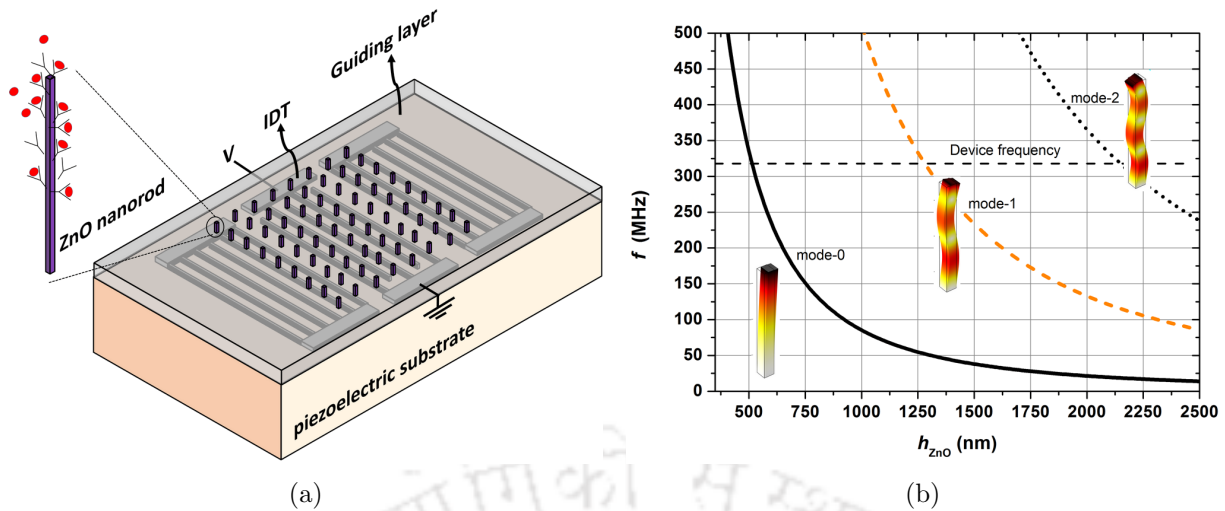 Guiding layer
IDT
V
ZnO nanorod
piezoelectric substrate
(a)
500
450
400
350
300
250
200
150
100
50
0
f (MHz)
mode-2
Device frequency
mode-1
mode-0
500 750 1000 1250 1500 1750 2000 2250 2500
h_ZnO (nm)
(b)